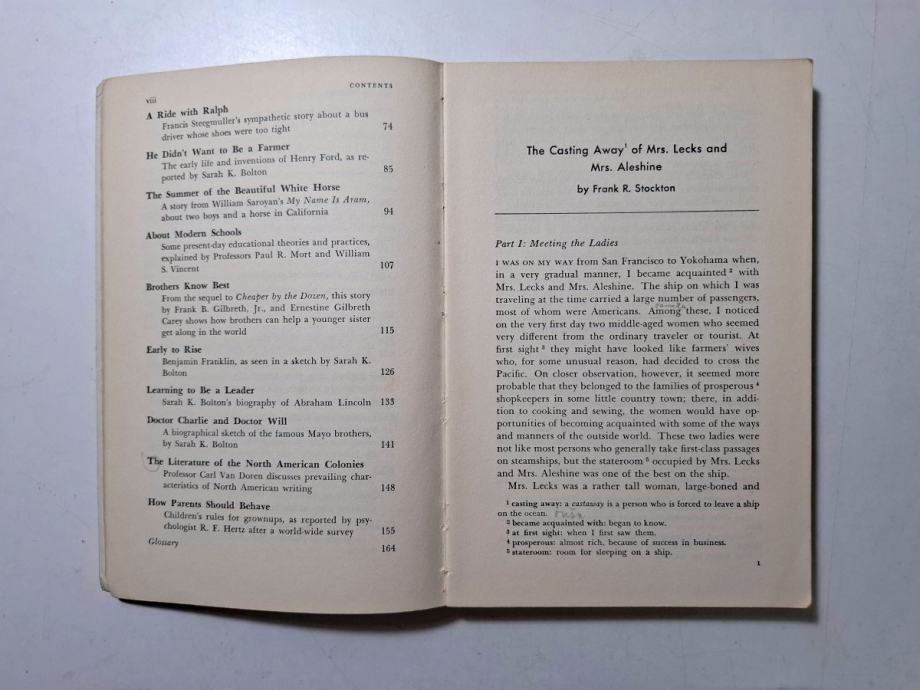 viii
CONTENTS
A Ride with Ralph
Francis Steegmuller's sympathetic story about a bus
driver whose shoes were too tight 74
He Didn't Want to Be a Farmer
The early life and inventions of Henry Ford, as re-
ported by Sarah K. Bolton 85
The Summer of the Beautiful White Horse
A story from William Saroyan's My Name Is Aram,
about two boys and a horse in California 94
About Modern Schools
Some present-day educational theories and practices,
explained by Professors Paul R. Mort and William
S. Vincent 107
Brothers Know Best
From the sequel to Cheaper by the Dozen, this story
by Frank B. Gilbreth, Jr., and Ernestine Gilbreth
Carey shows how brothers can help a younger sister
get along in the world 115
Early to Rise
Benjamin Franklin, as seen in a sketch by Sarah K.
Bolton 126
Learning to Be a Leader
Sarah K. Bolton's biography of Abraham Lincoln 133
Doctor Charlie and Doctor Will
A biographical sketch of the famous Mayo brothers,
by Sarah K. Bolton 141
The Literature of the North American Colonies
Professor Carl Van Doren discusses prevailing char-
acteristics of North American writing 148
How Parents Should Behave
Children's rules for grownups, as reported by psy-
chologist R. F. Hertz after a world-wide survey 155
Glossary 164
The Casting Away¹ of Mrs. Lecks and
Mrs. Aleshine
by Frank R. Stockton
Part I: Meeting the Ladies
I WAS ON MY WAY from San Francisco to Yokohama when,
in a very gradual manner, I became acquainted² with
Mrs. Lecks and Mrs. Aleshine. The ship on which I was
traveling at the time carried a large number of passengers,
most of whom were Americans. Among these, I noticed
on the very first day two middle-aged women who seemed
very different from the ordinary traveler or tourist. At
first sight³ they might have looked like farmers' wives
who, for some unusual reason, had decided to cross the
Pacific. On closer observation, however, it seemed more
probable that they belonged to the families of prosperous⁴
shopkeepers in some little country town; there, in addi-
tion to cooking and sewing, the women would have op-
portunities of becoming acquainted with some of the ways
and manners of the outside world. These two ladies were
not like most persons who generally take first-class passages
on steamships, but the stateroom⁵ occupied by Mrs. Lecks
and Mrs. Aleshine was one of the best on the ship.
Mrs. Lecks was a rather tall woman, large-boned and
¹ casting away: a castaway is a person who is forced to leave a ship
on the ocean.
² became acquainted with: began to know.
³ at first sight: when I first saw them.
⁴ prosperous: almost rich, because of success in business.
⁵ stateroom: room for sleeping on a ship.
1